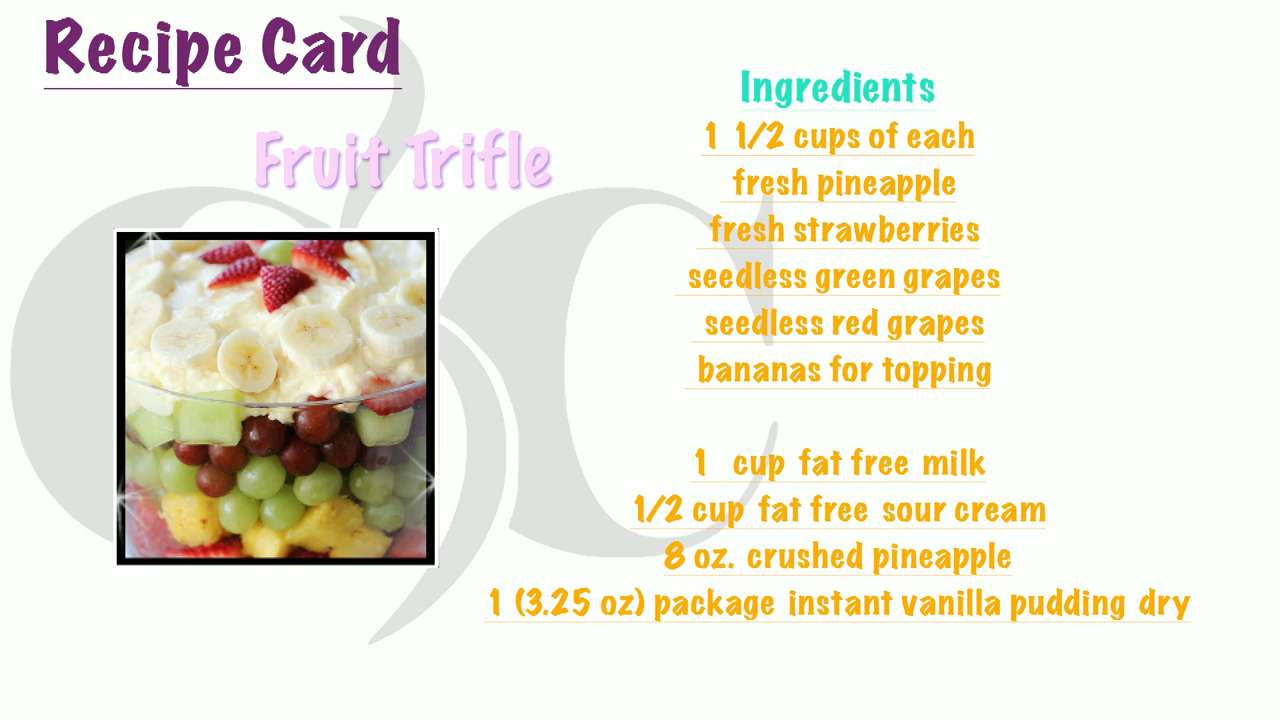 Recipe Card
Fruit Trifle
Ingredients
1 1/2 cups of each
fresh pineapple
fresh strawberries
seedless green grapes
seedless red grapes
bananas for topping
1 cup fat free milk
1/2 cup fat free sour cream
8 oz. crushed pineapple
1 (3.25 oz) package instant vanilla pudding dry